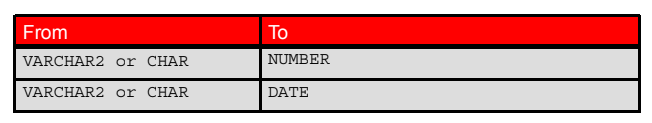 From To
VARCHAR2 or CHAR NUMBER
VARCHAR2 or CHAR DATE